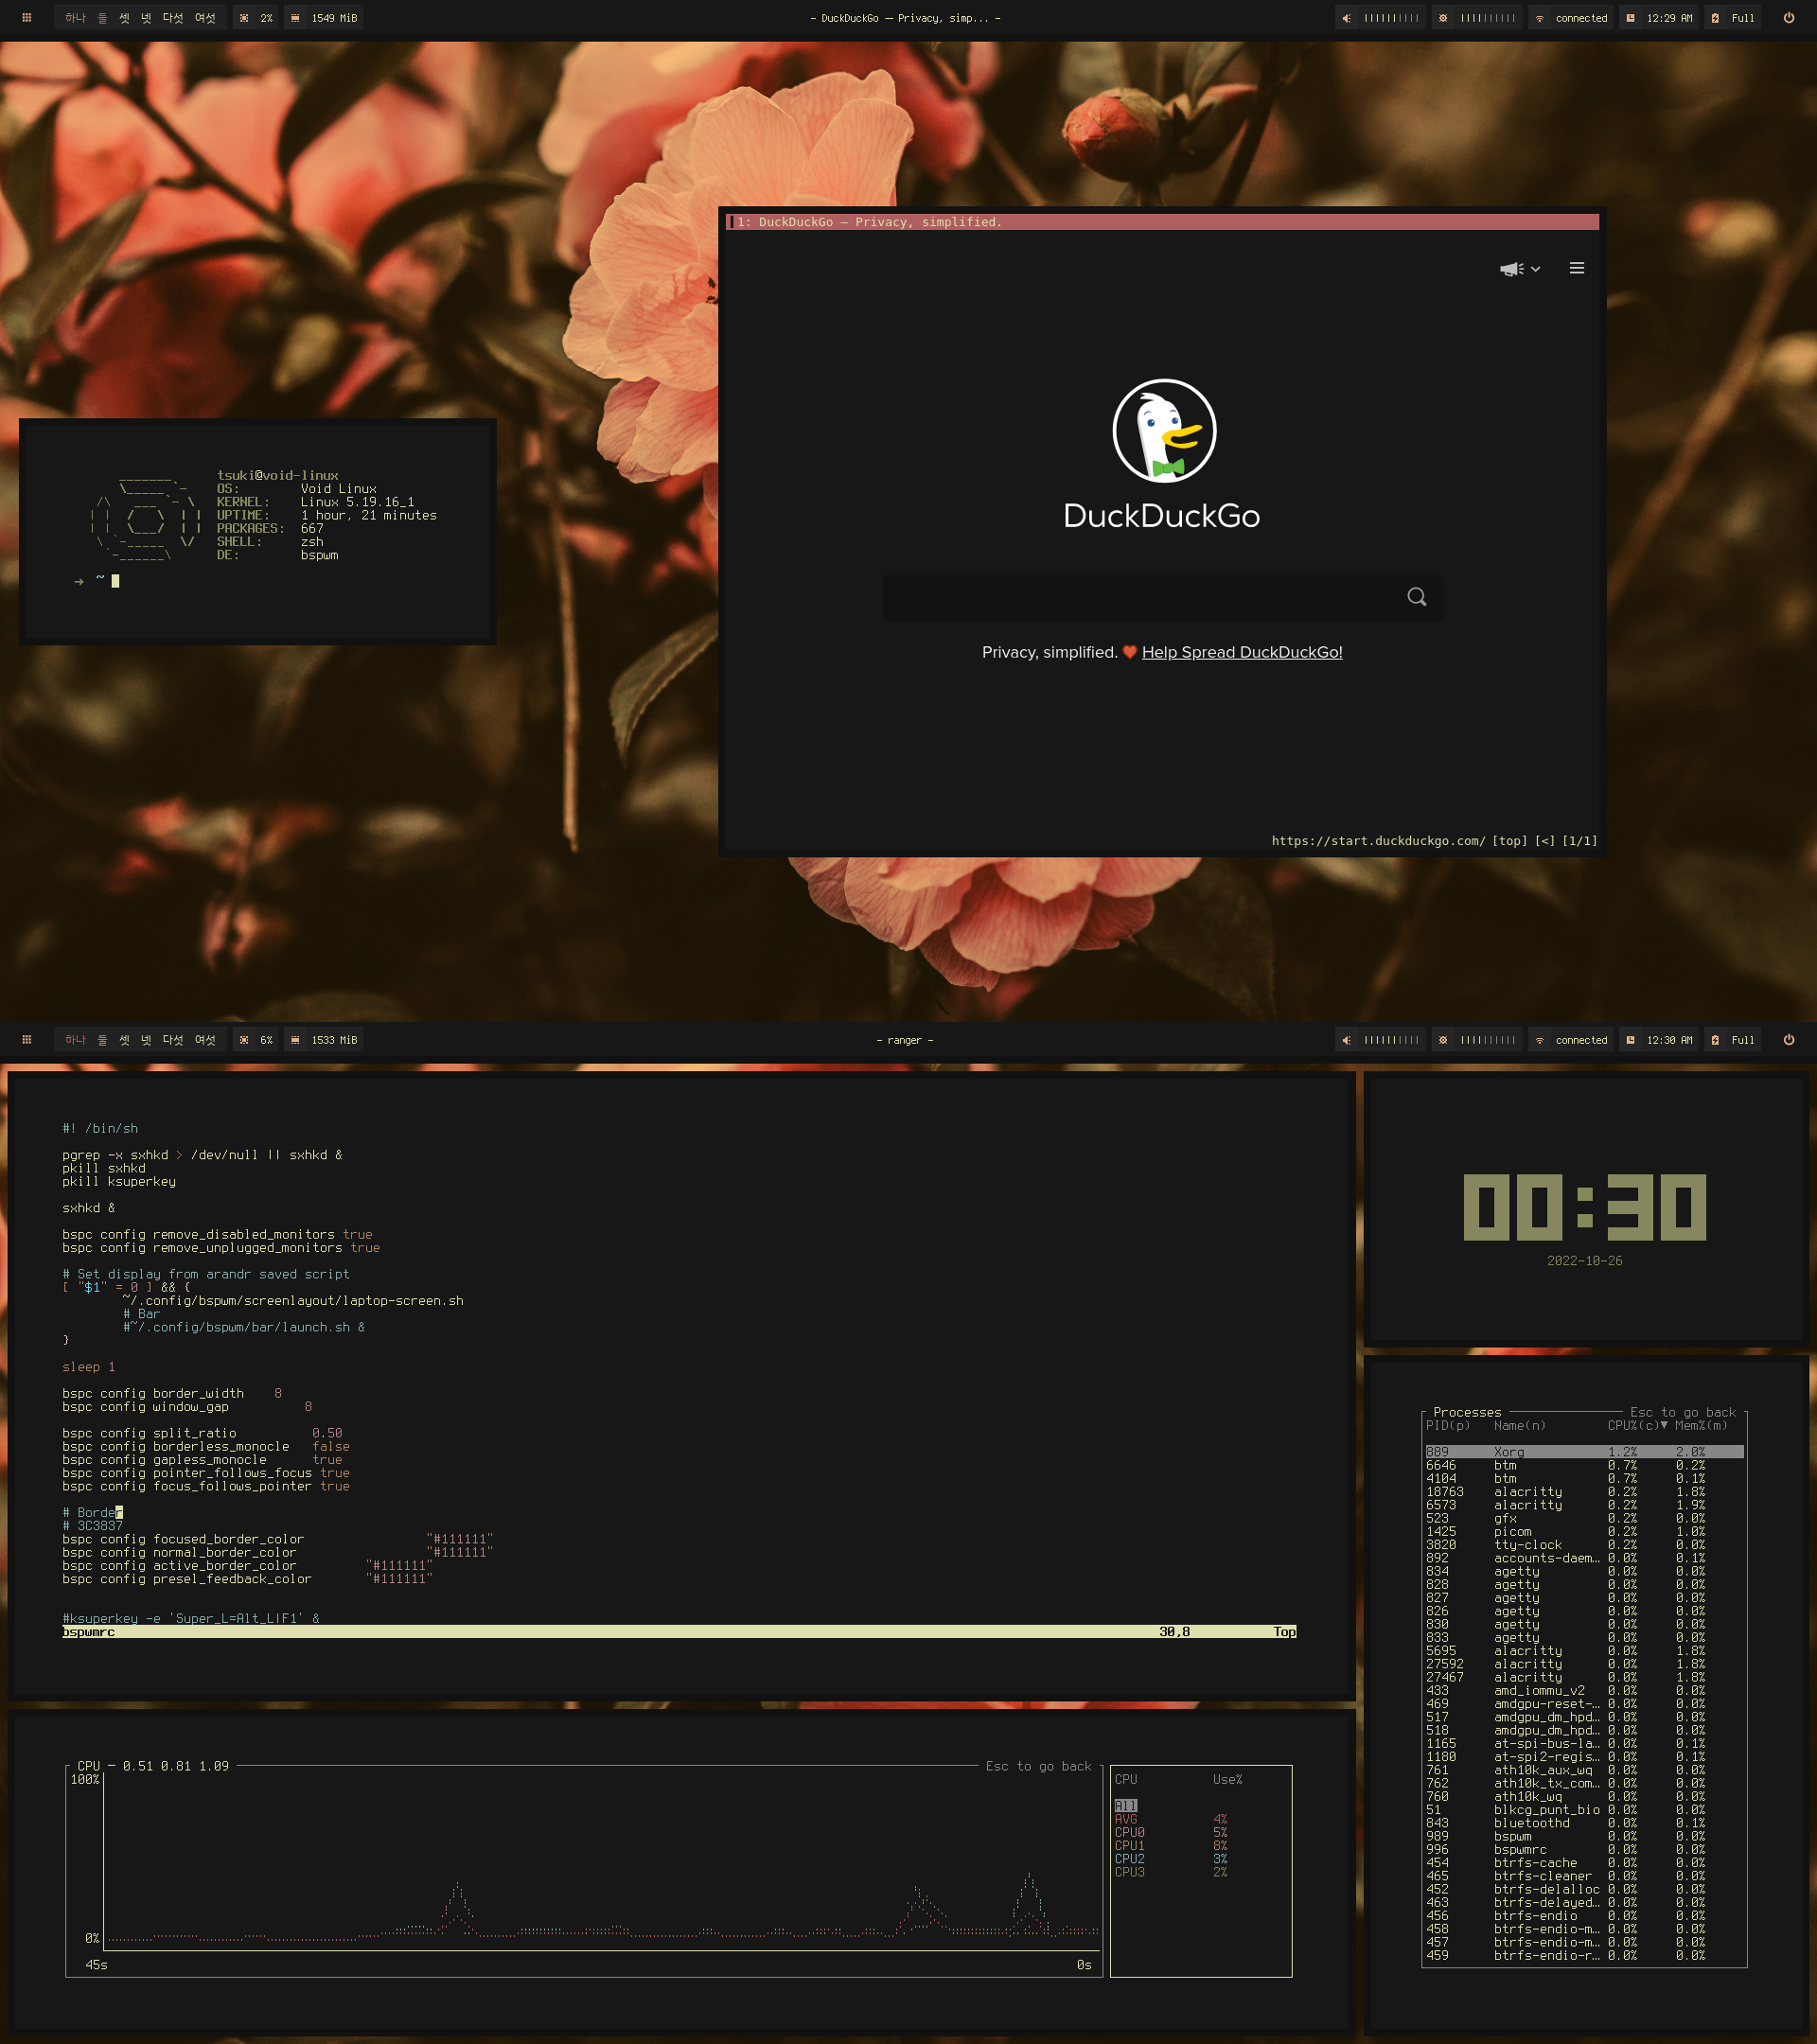 하나 둘 셋 넷 다섯 여섯 2% 1549 MiB - DuckDuckGo — Privacy, simp... - connected 12:29 AM Full
1: DuckDuckGo — Privacy, simplified.
tsuki@void-linux
OS: Void Linux
KERNEL: Linux 5.19.16_1
UPTIME: 1 hour, 21 minutes
PACKAGES: 667
SHELL: zsh
DE: bspwm
→ ~
DuckDuckGo
Privacy, simplified. ❤️ Help Spread DuckDuckGo!
https://start.duckduckgo.com/ [top] [<] [1/1]
하나 둘 셋 넷 다섯 여섯 6% 1533 MiB - ranger - connected 12:30 AM Full
#! /bin/sh
pgrep -x sxhkd > /dev/null || sxhkd &
pkill sxhkd
pkill ksuperkey
sxhkd &
bspc config remove_disabled_monitors true
bspc config remove_unplugged_monitors true
# Set display from arandr saved script
[ "$1" = 0 ] && {
~/.config/bspwm/screenlayout/laptop-screen.sh
# Bar
#~/.config/bspwm/bar/launch.sh &
}
sleep 1
bspc config border_width 8
bspc config window_gap 8
bspc config split_ratio 0.50
bspc config borderless_monocle false
bspc config gapless_monocle true
bspc config pointer_follows_focus true
bspc config focus_follows_pointer true
# Border
# 3C3837
bspc config focused_border_color "#111111"
bspc config normal_border_color "#111111"
bspc config active_border_color "#111111"
bspc config presel_feedback_color "#111111"
#ksuperkey -e 'Super_L=Alt_L|F1' &
bspwmrc 30,8 Top
00:30
2022-10-26
Processes Esc to go back
PID(p) Name(n) CPU%(c)▼ Mem%(m)
889 Xorg 1.2% 2.0%
6646 btm 0.7% 0.2%
4104 btm 0.7% 0.1%
18763 alacritty 0.2% 1.8%
6573 alacritty 0.2% 1.9%
523 gfx 0.2% 0.0%
1425 picom 0.2% 1.0%
3820 tty-clock 0.2% 0.0%
892 accounts-daem… 0.0% 0.1%
834 agetty 0.0% 0.0%
828 agetty 0.0% 0.0%
827 agetty 0.0% 0.0%
826 agetty 0.0% 0.0%
830 agetty 0.0% 0.0%
833 agetty 0.0% 0.0%
5695 alacritty 0.0% 1.8%
27592 alacritty 0.0% 1.8%
27467 alacritty 0.0% 1.8%
433 amd_iommu_v2 0.0% 0.0%
469 amdgpu-reset-… 0.0% 0.0%
517 amdgpu_dm_hpd… 0.0% 0.0%
518 amdgpu_dm_hpd… 0.0% 0.0%
1165 at-spi-bus-la… 0.0% 0.1%
1180 at-spi2-regis… 0.0% 0.1%
761 ath10k_aux_wq 0.0% 0.0%
762 ath10k_tx_com… 0.0% 0.0%
760 ath10k_wq 0.0% 0.0%
51 blkcg_punt_bio 0.0% 0.0%
843 bluetoothd 0.0% 0.1%
989 bspwm 0.0% 0.0%
996 bspwmrc 0.0% 0.0%
454 btrfs-cache 0.0% 0.0%
465 btrfs-cleaner 0.0% 0.0%
452 btrfs-delalloc 0.0% 0.0%
463 btrfs-delayed… 0.0% 0.0%
456 btrfs-endio 0.0% 0.0%
458 btrfs-endio-m… 0.0% 0.0%
457 btrfs-endio-m… 0.0% 0.0%
459 btrfs-endio-r… 0.0% 0.0%
CPU — 0.51 0.81 1.09 Esc to go back
100%
0%
45s 0s
CPU Use%
All
AVG 4%
CPU0 5%
CPU1 8%
CPU2 3%
CPU3 2%